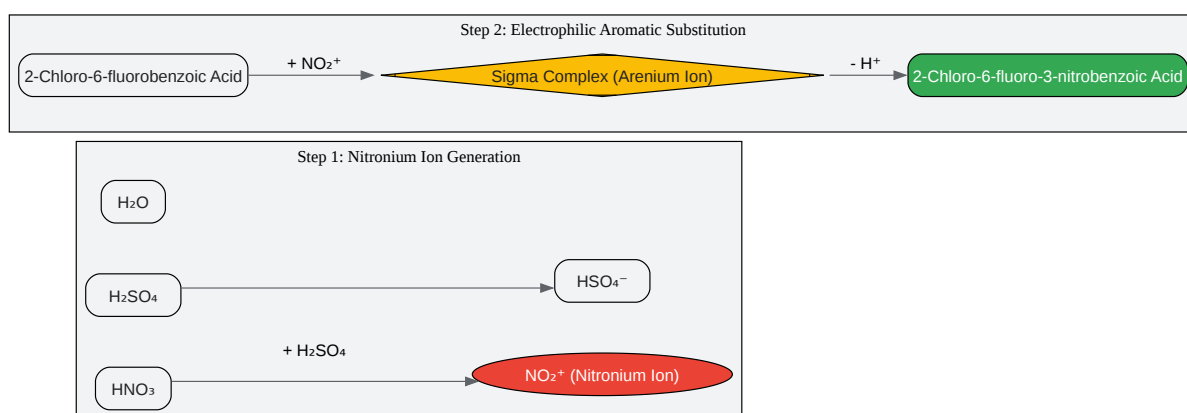 Step 2: Electrophilic Aromatic Substitution
2-Chloro-6-fluorobenzoic Acid
+ NO₂⁺
Sigma Complex (Arenium Ion)
- H⁺
2-Chloro-6-fluoro-3-nitrobenzoic Acid
Step 1: Nitronium Ion Generation
H₂O
H₂SO₄
HSO₄⁻
HNO₃
+ H₂SO₄
NO₂⁺ (Nitronium Ion)